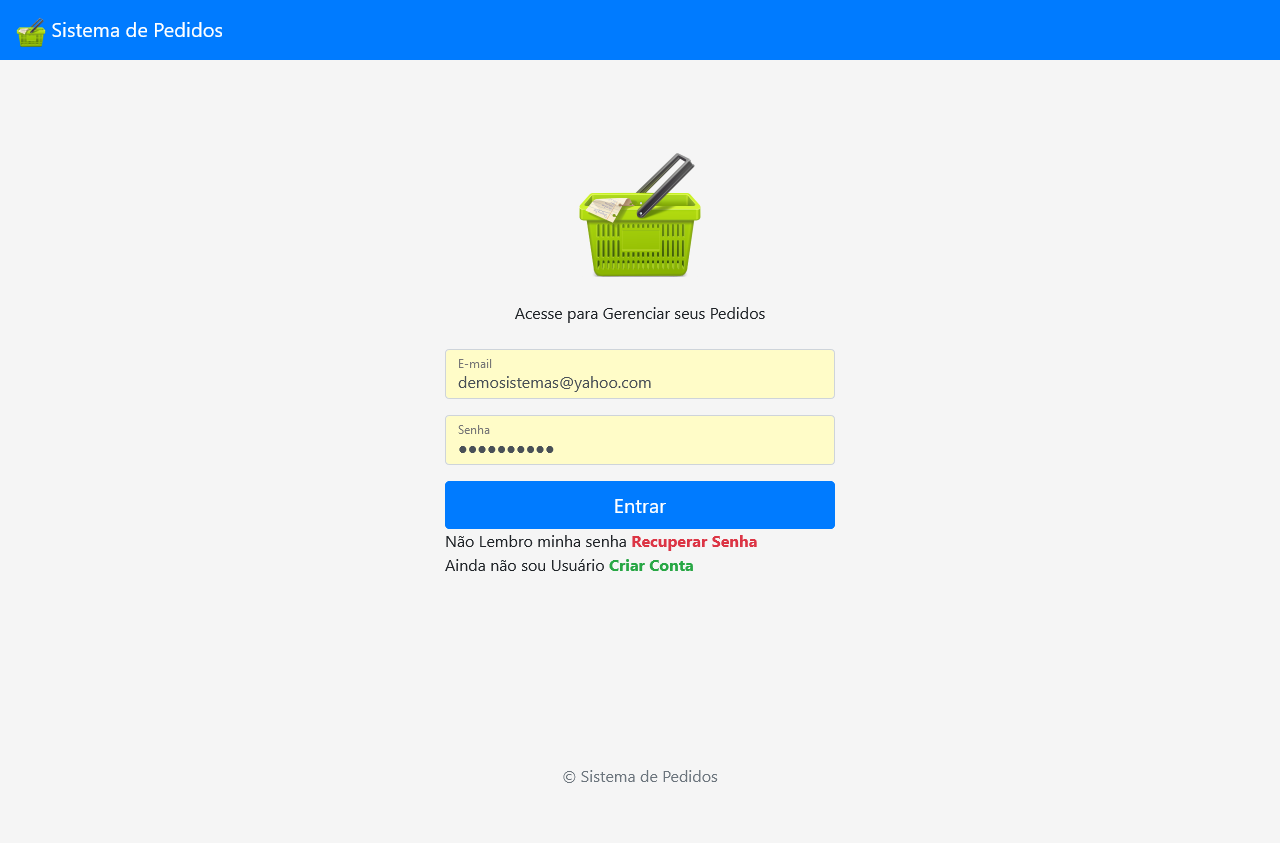 Sistema de Pedidos
Acesse para Gerenciar seus Pedidos
E-mail
demosistemas@yahoo.com
Senha
●●●●●●●●●●
Entrar
Não Lembro minha senha Recuperar Senha
Ainda não sou Usuário Criar Conta
© Sistema de Pedidos